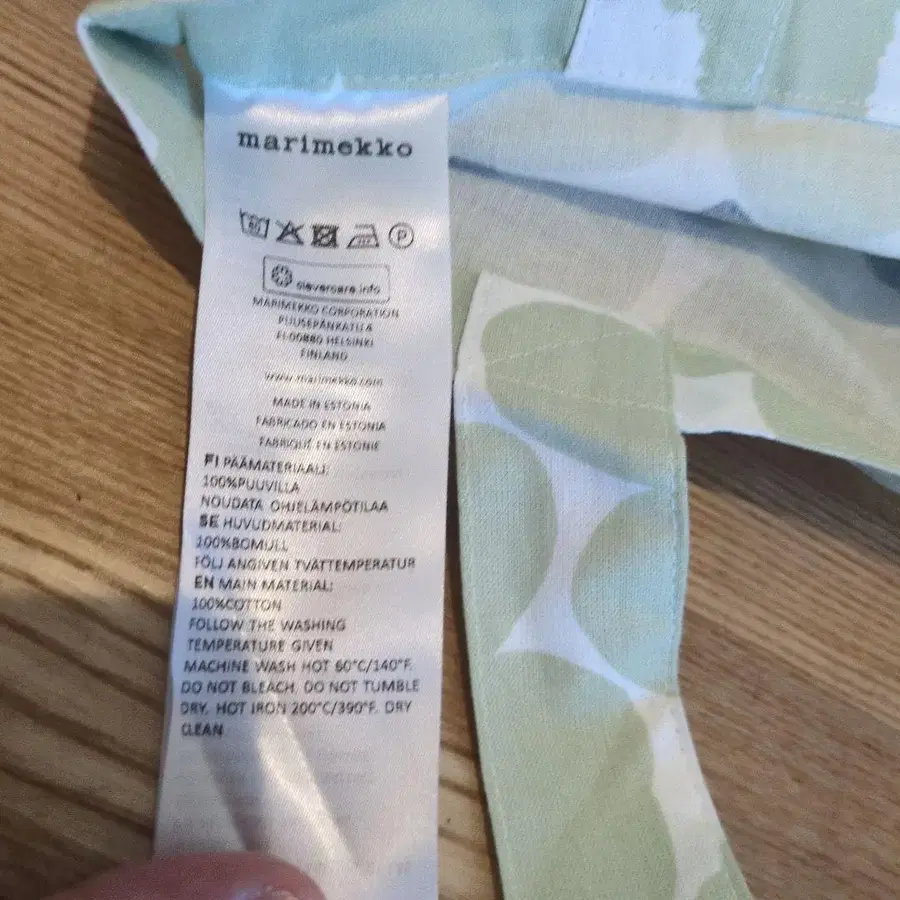 marimekko
60 P
clevercare.info
MARIMEKKO CORPORATION
PUUSEPÄNKATU 4
FI-00880 HELSINKI
FINLAND
www.marimekko.com
MADE IN ESTONIA
FABRICADO EN ESTONIA
FABRIQUÉ EN ESTONIE
FI PÄÄMATERIAALI:
100%PUUVILLA
NOUDATA OHJELÄMPÖTILAA
SE HUVUDMATERIAL:
100%BOMULL
FÖLJ ANGIVEN TVÄTTEMPERATUR
EN MAIN MATERIAL:
100%COTTON
FOLLOW THE WASHING
TEMPERATURE GIVEN
MACHINE WASH HOT 60°C/140°F.
DO NOT BLEACH. DO NOT TUMBLE
DRY. HOT IRON 200°C/390°F. DRY
CLEAN